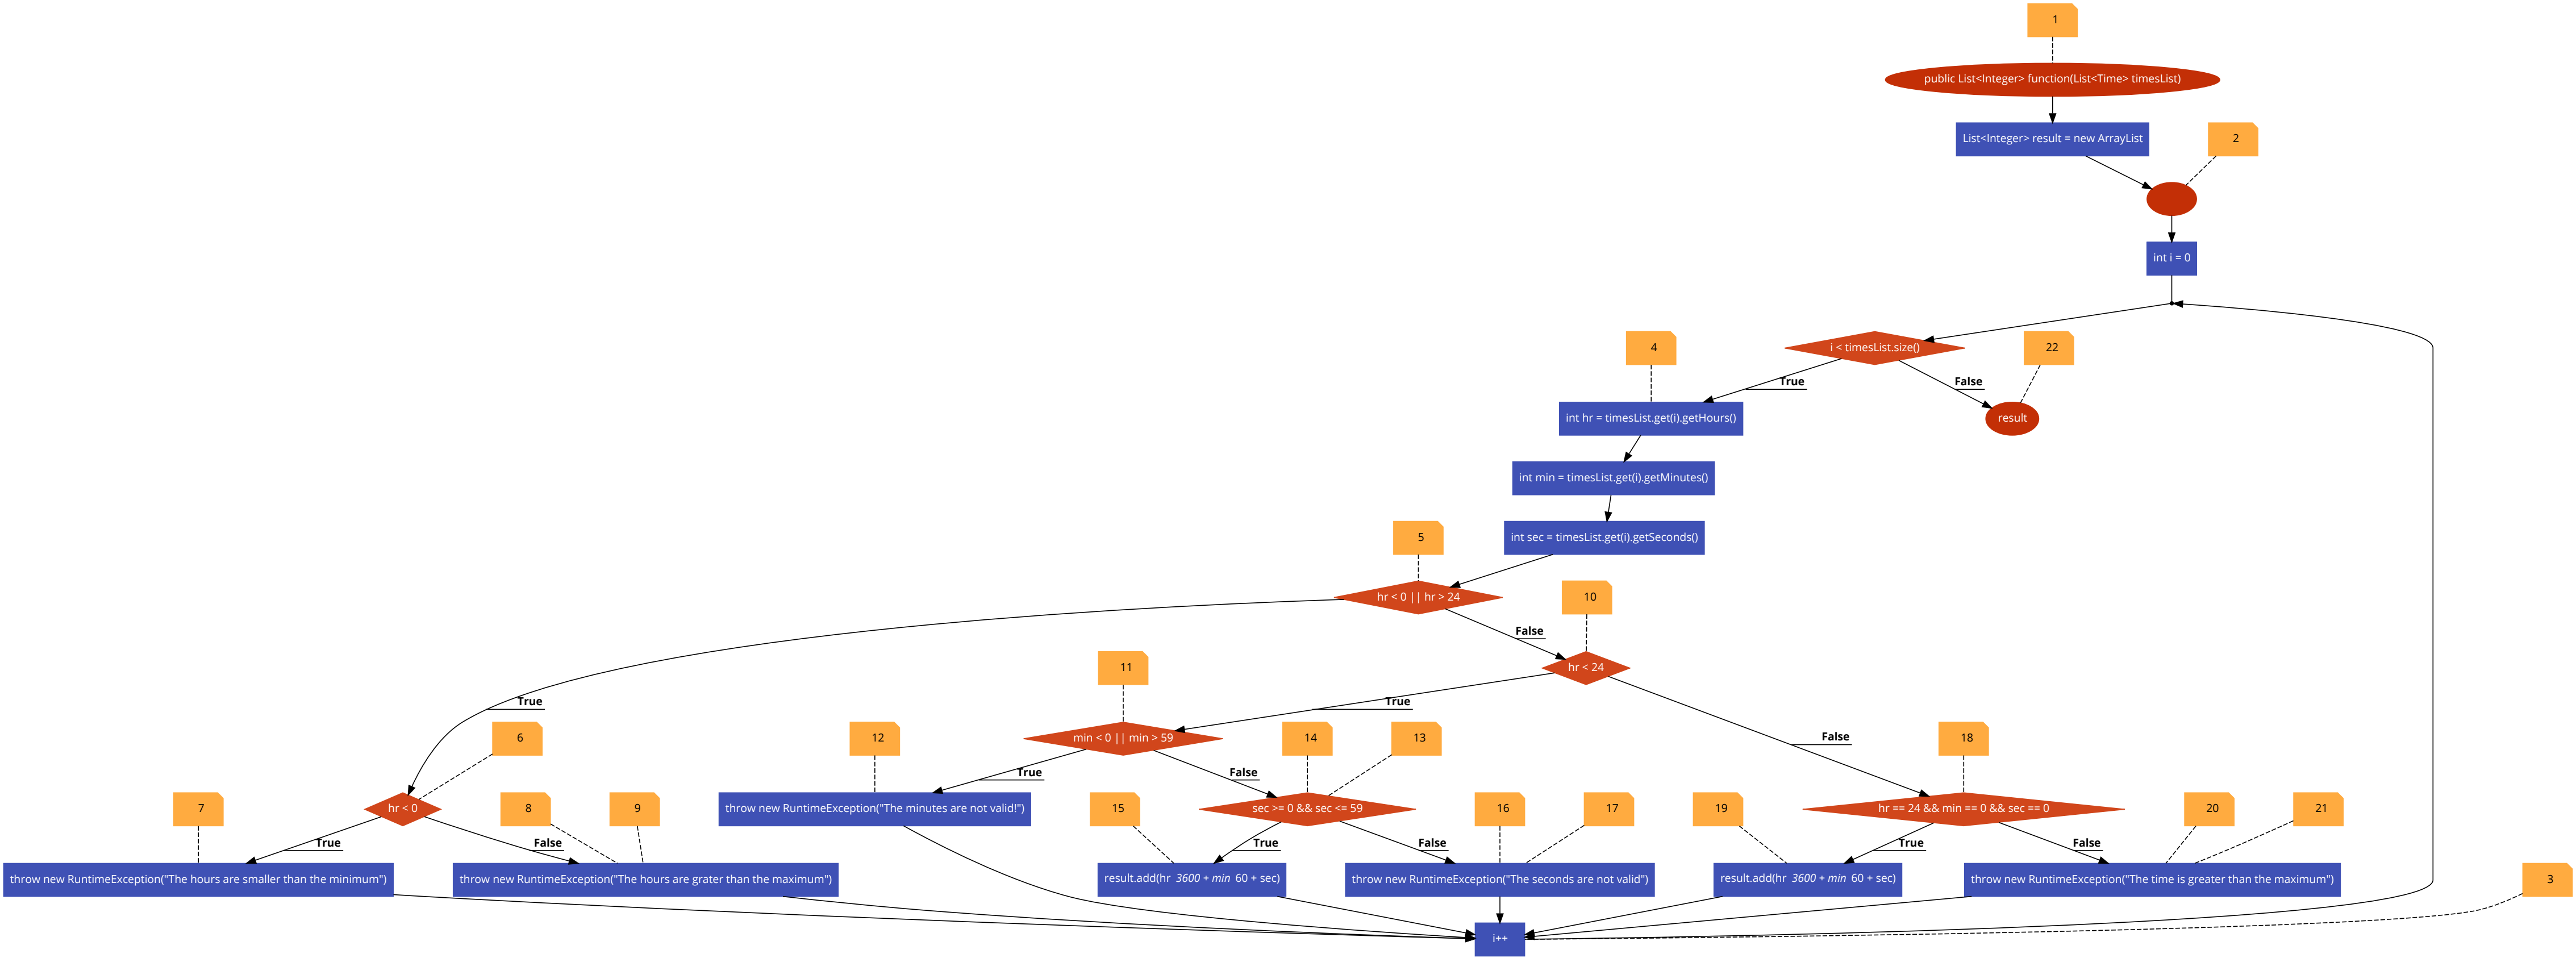 1
public List<Integer> function(List<Time> timesList)
List<Integer> result = new ArrayList
2
int i = 0
4
i < timesList.size()
22
True
False
int hr = timesList.get(i).getHours()
result
int min = timesList.get(i).getMinutes()
5
int sec = timesList.get(i).getSeconds()
hr < 0 || hr > 24
10
False
11
hr < 24
True
True
6
12
min < 0 || min > 59
14
13
False
18
True
False
7
hr < 0
8
9
throw new RuntimeException("The minutes are not valid!")
15
sec >= 0 && sec <= 59
16
17
19
hr == 24 && min == 0 && sec == 0
20
21
True
False
True
False
True
False
throw new RuntimeException("The hours are smaller than the minimum")
throw new RuntimeException("The hours are grater than the maximum")
result.add(hr 3600 + min 60 + sec)
throw new RuntimeException("The seconds are not valid")
result.add(hr 3600 + min 60 + sec)
throw new RuntimeException("The time is greater than the maximum")
3
i++